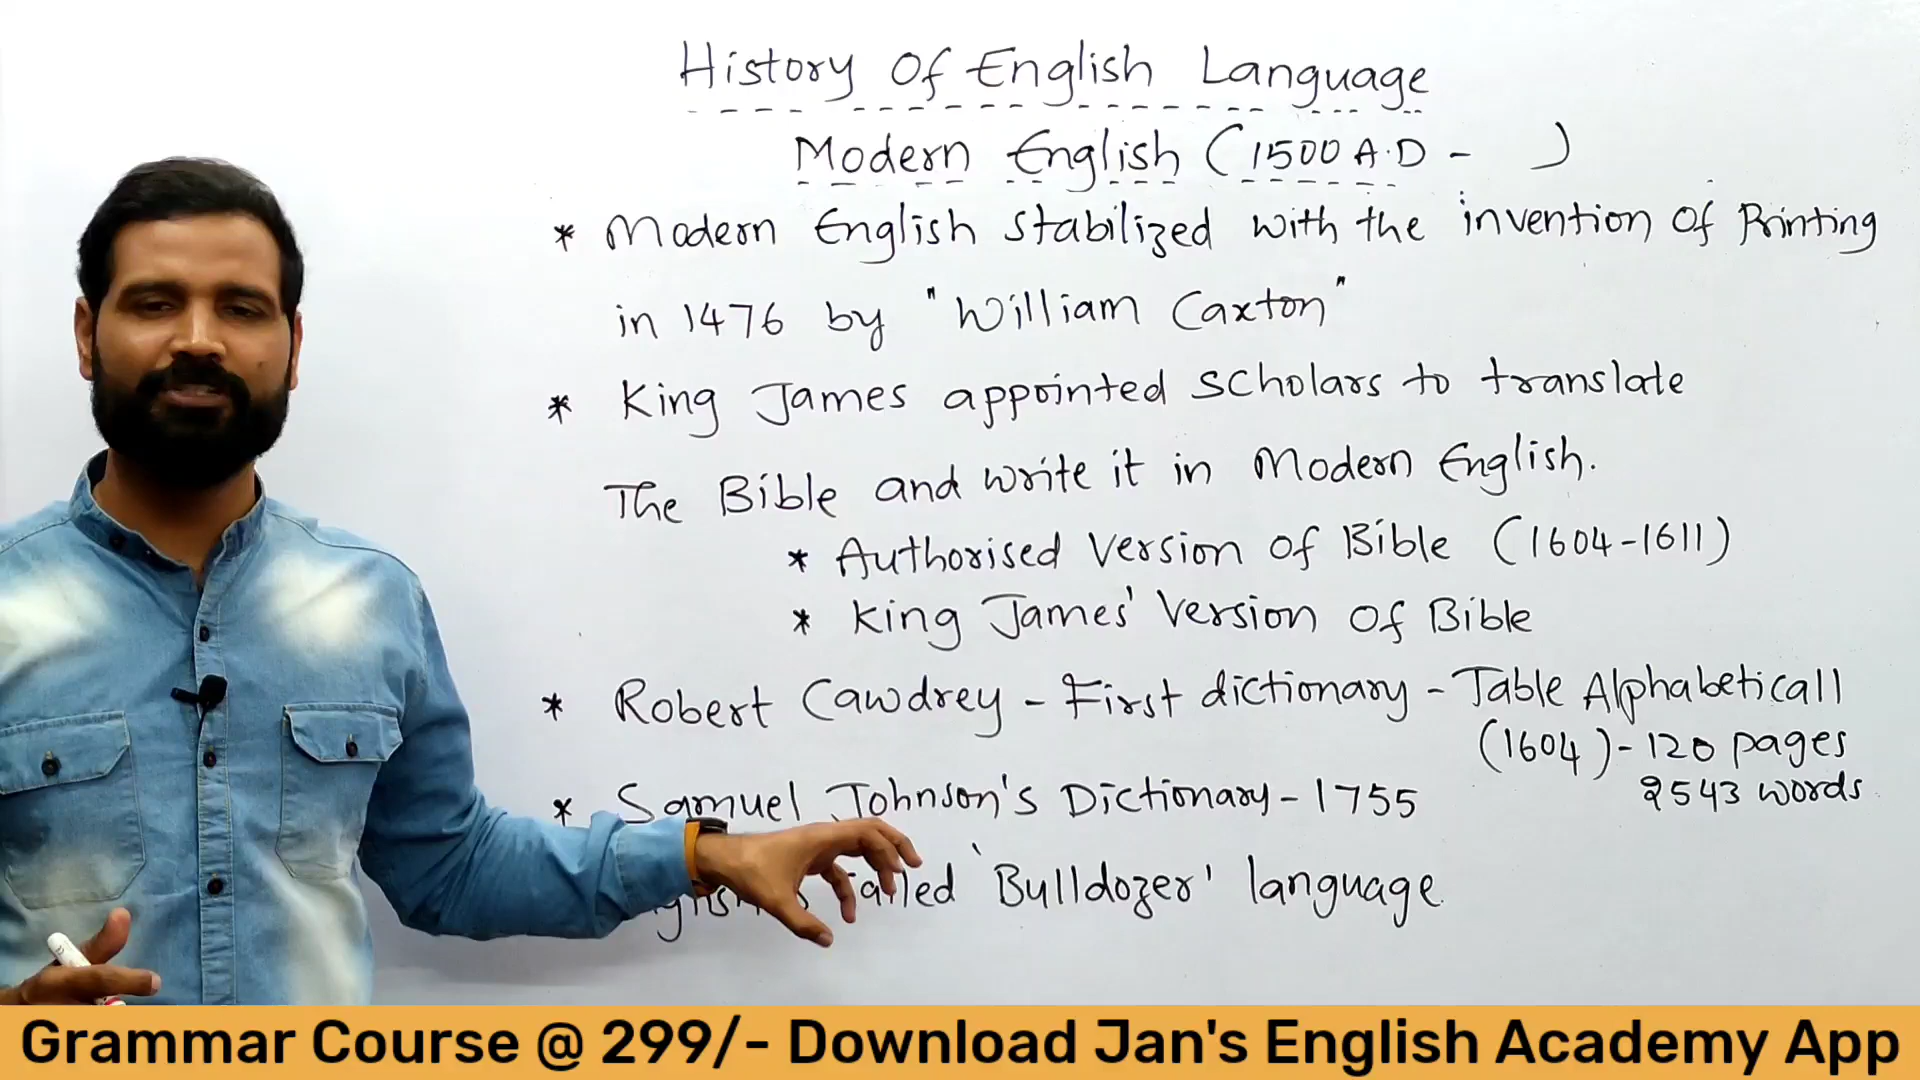 History Of English Language
Modern English (1500 A.D - )
* Modern English stabilized with the invention Of Printing
in 1476 by "William Caxton"
* King James appointed Scholars to translate
The Bible and write it in Modern English.
* Authorised Version Of Bible (1604-1611)
* King James' Version Of Bible
* Robert Cawdrey - First dictionary - Table Alphabeticall
(1604) - 120 pages
2543 words
* Samuel Johnson's Dictionary - 1755
'Bulldozer' language.
Grammar Course @ 299/- Download Jan's English Academy App